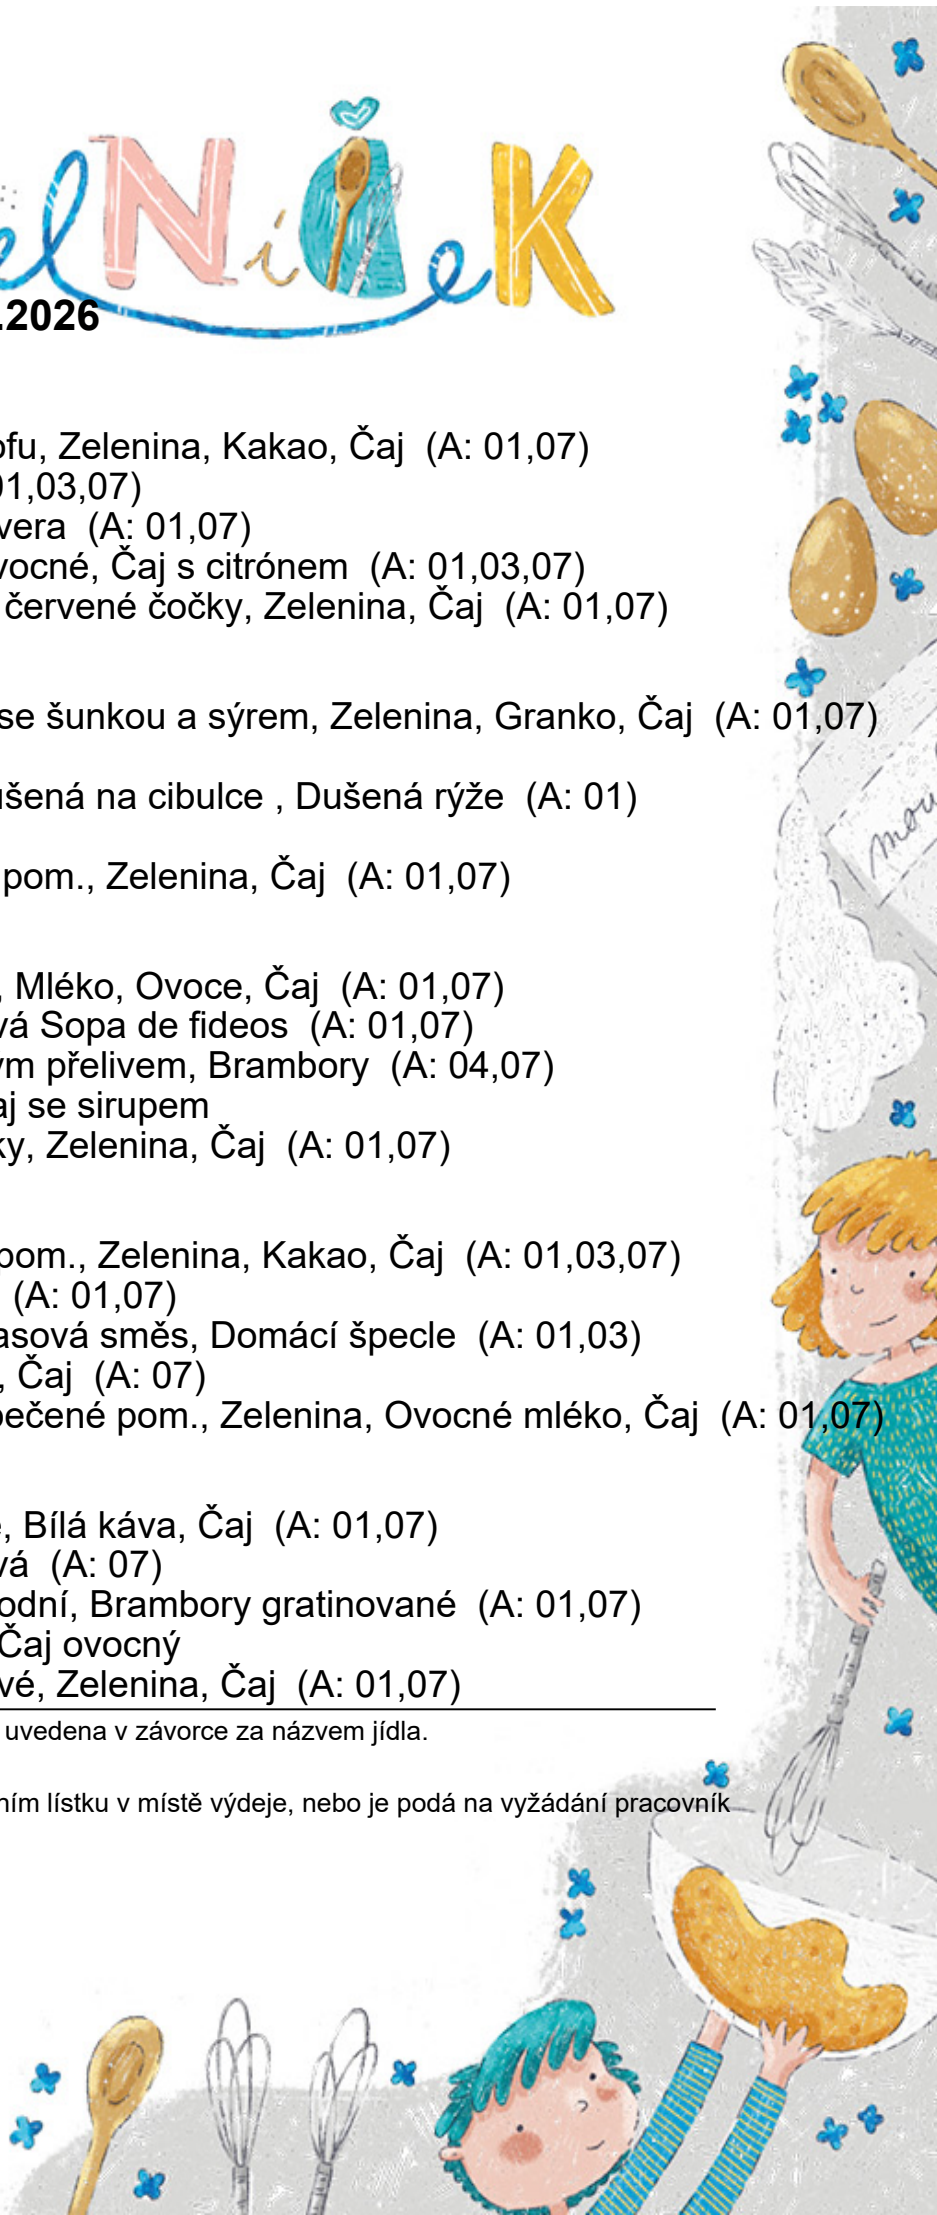 elNíčeK
.2026
ofu, Zelenina, Kakao, Čaj (A: 01,07)
01,03,07)
vera (A: 01,07)
vocné, Čaj s citrónem (A: 01,03,07)
červené čočky, Zelenina, Čaj (A: 01,07)
se šunkou a sýrem, Zelenina, Granko, Čaj (A: 01,07)
ušená na cibulce , Dušená rýže (A: 01)
pom., Zelenina, Čaj (A: 01,07)
, Mléko, Ovoce, Čaj (A: 01,07)
vá Sopa de fideos (A: 01,07)
ým přelivem, Brambory (A: 04,07)
aj se sirupem
ky, Zelenina, Čaj (A: 01,07)
pom., Zelenina, Kakao, Čaj (A: 01,03,07)
(A: 01,07)
asová směs, Domácí špecle (A: 01,03)
, Čaj (A: 07)
pečené pom., Zelenina, Ovocné mléko, Čaj (A: 01,07)
e, Bílá káva, Čaj (A: 01,07)
vá (A: 07)
odní, Brambory gratinované (A: 01,07)
Čaj ovocný
vé, Zelenina, Čaj (A: 01,07)
uvedena v závorce za názvem jídla.
ním lístku v místě výdeje, nebo je podá na vyžádání pracovník